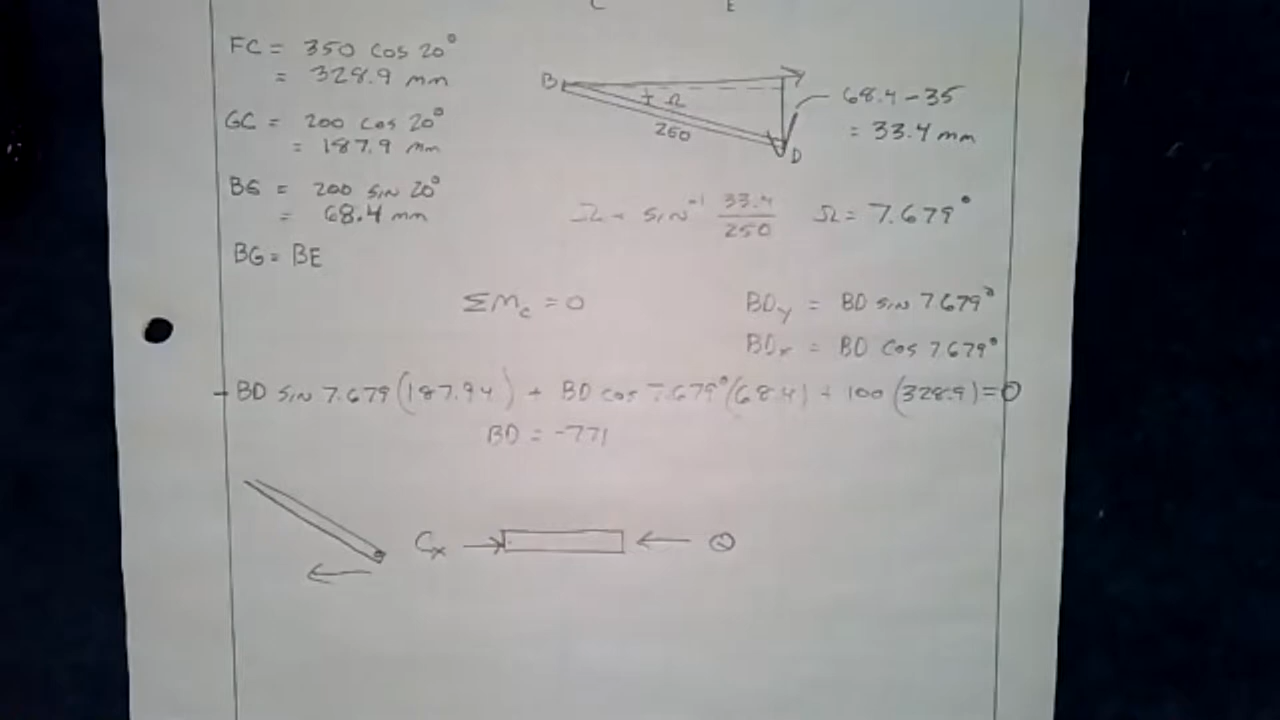 C E
FC = 350 cos 20°
= 328.9 mm
GC = 200 cos 20°
= 187.9 mm
BG = 200 sin 20°
= 68.4 mm
BG = BE
B
Ω
250
D
68.4 - 35
= 33.4 mm
Ω = sin⁻¹ 33.4/250 Ω = 7.679°
ΣMc = 0
BDy = BD sin 7.679°
BDx = BD cos 7.679°
- BD sin 7.679 (187.94) + BD cos 7.679° (68.4) + 100 (328.9) = 0
BD = -771
Cx Q